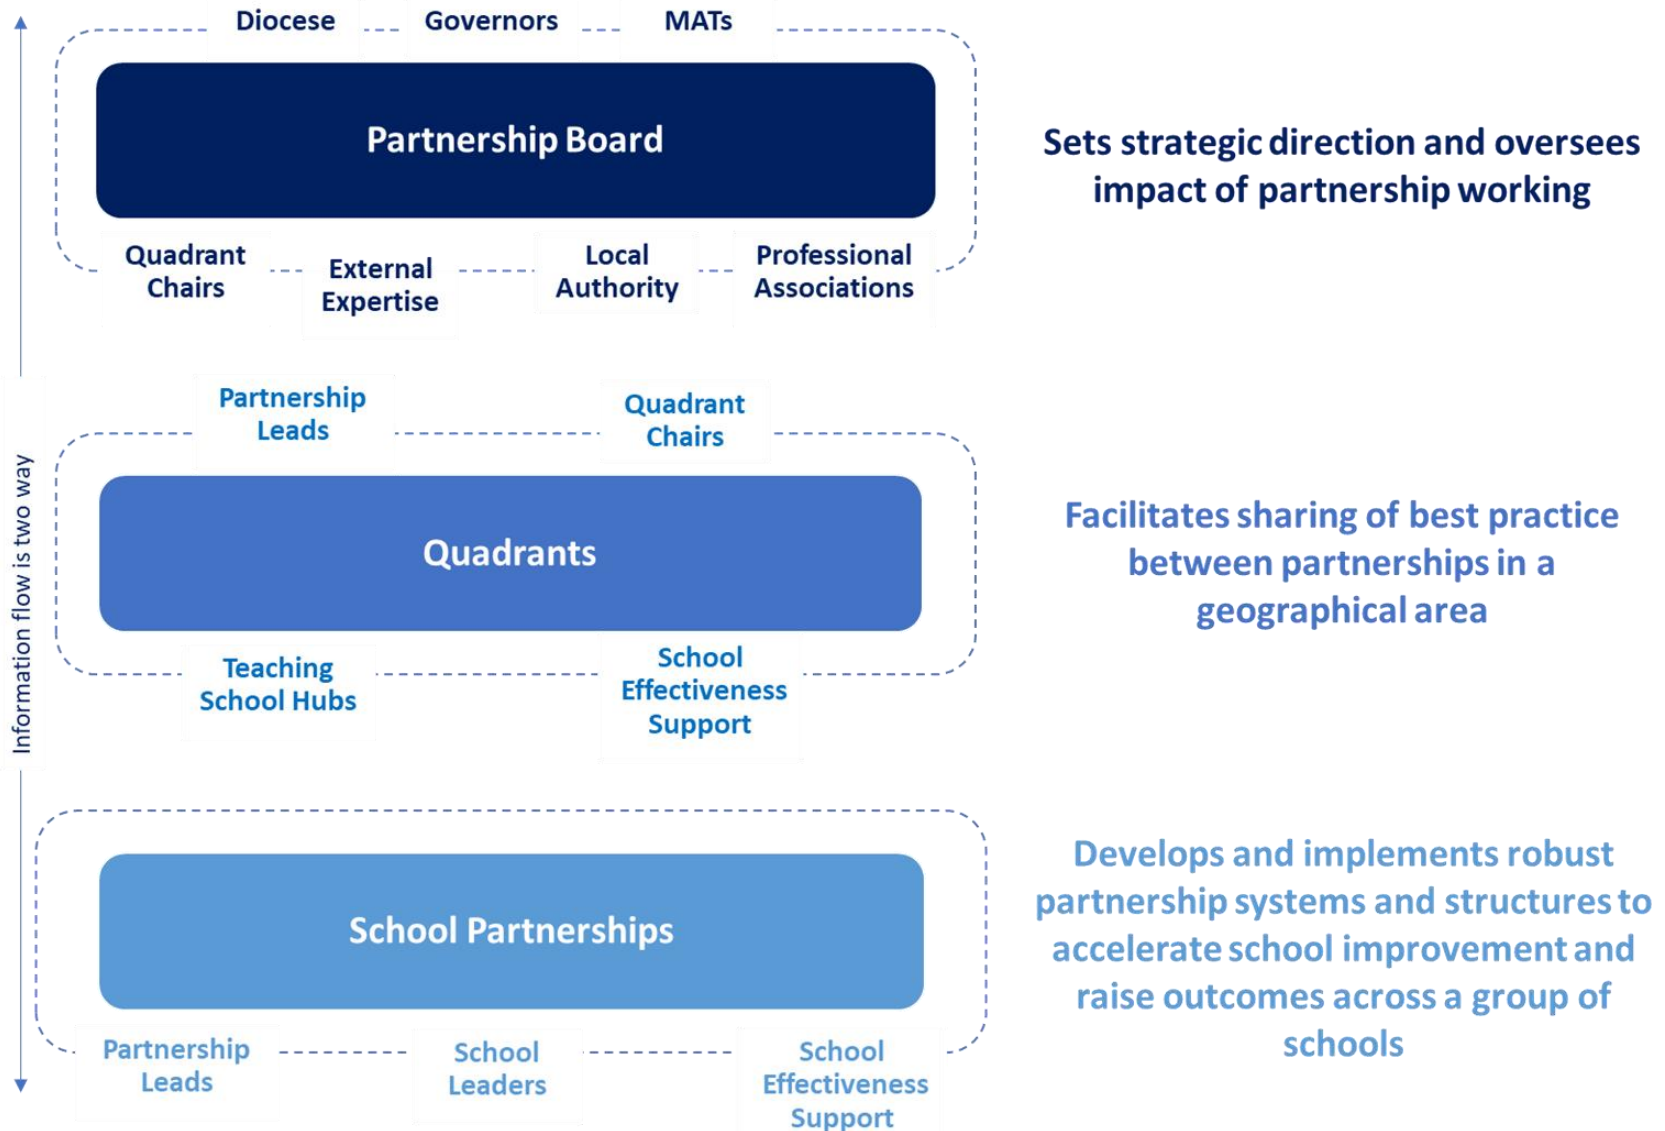 Diocese
Governors
MATs
Partnership Board
Sets strategic direction and oversees
impact of partnership working
Quadrant
Chairs
External
Expertise
Local
Authority
Professional
Associations
Information flow is two way
Partnership
Leads
Quadrant
Chairs
Quadrants
Facilitates sharing of best practice
between partnerships in a
geographical area
Teaching
School Hubs
School
Effectiveness
Support
School Partnerships
Develops and implements robust
partnership systems and structures to
accelerate school improvement and
raise outcomes across a group of
schools
Partnership
Leads
School
Leaders
School
Effectiveness
Support